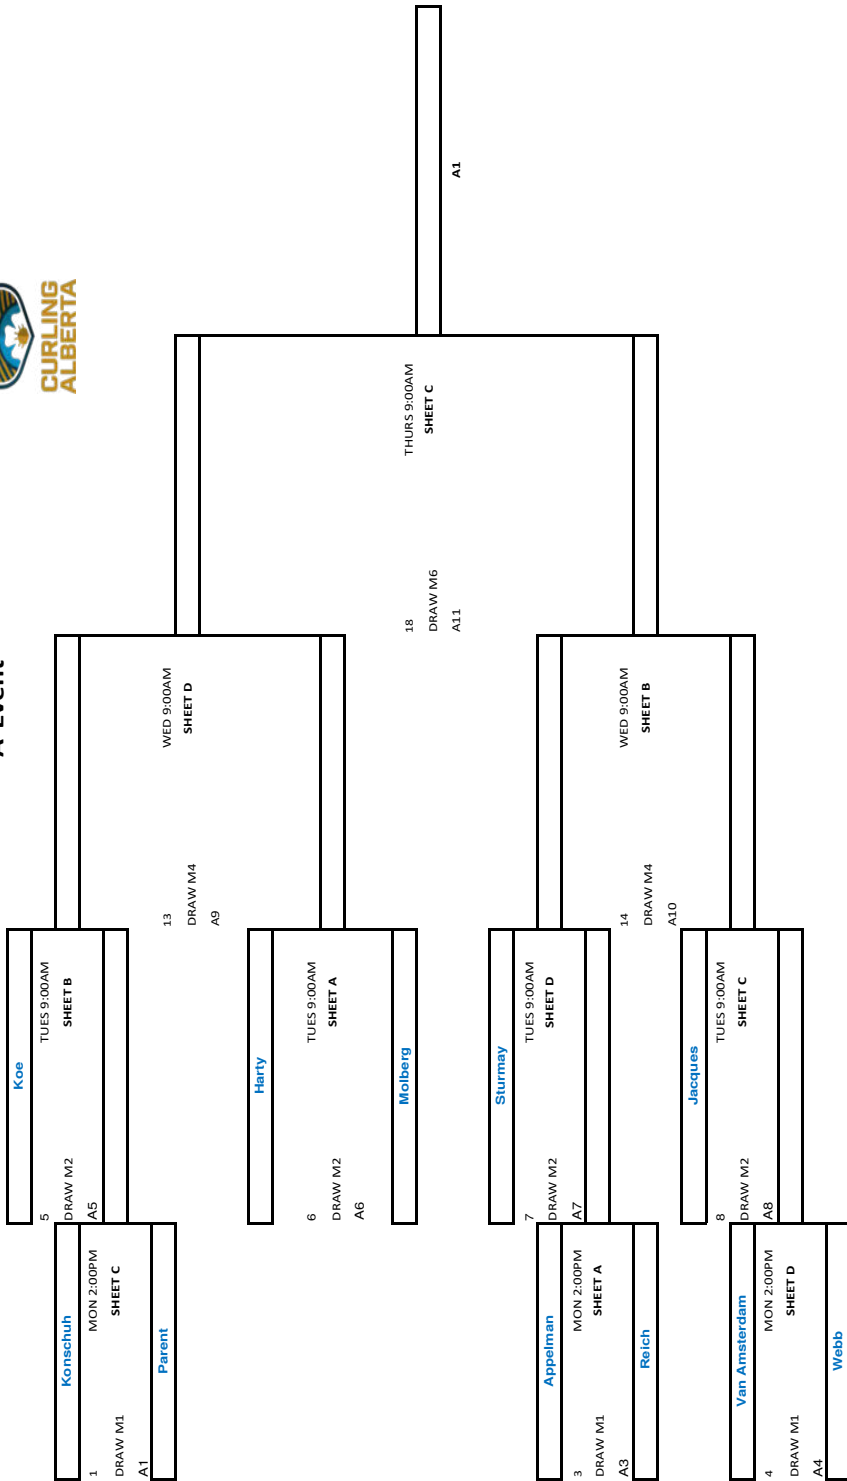 A Event
CURLING
ALBERTA
Konschuh
1 MON 2:00PM
DRAW M1 SHEET C
A1
Parent
Appelman
3 MON 2:00PM
DRAW M1 SHEET A
A3
Reich
Van Amsterdam
4 MON 2:00PM
DRAW M1 SHEET D
A4
Webb
Koe
5 TUES 9:00AM
DRAW M2 SHEET B
A5
Harty
6 TUES 9:00AM
DRAW M2 SHEET A
A6
Molberg
Sturmay
7 TUES 9:00AM
DRAW M2 SHEET D
A7
Jacques
8 TUES 9:00AM
DRAW M2 SHEET C
A8
13 WED 9:00AM
DRAW M4 SHEET D
A9
14 WED 9:00AM
DRAW M4 SHEET B
A10
18 THURS 9:00AM
DRAW M6 SHEET C
A11
A1